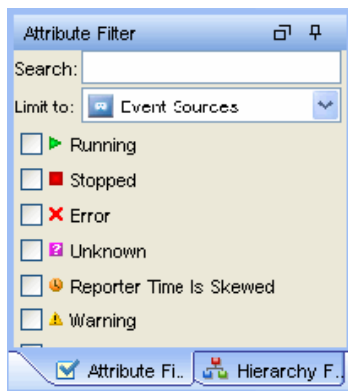 Attribute Filter
Search:
Limit to: Event Sources
Running
Stopped
Error
? Unknown
Reporter Time Is Skewed
Warning
Attribute Fi.. Hierarchy F..